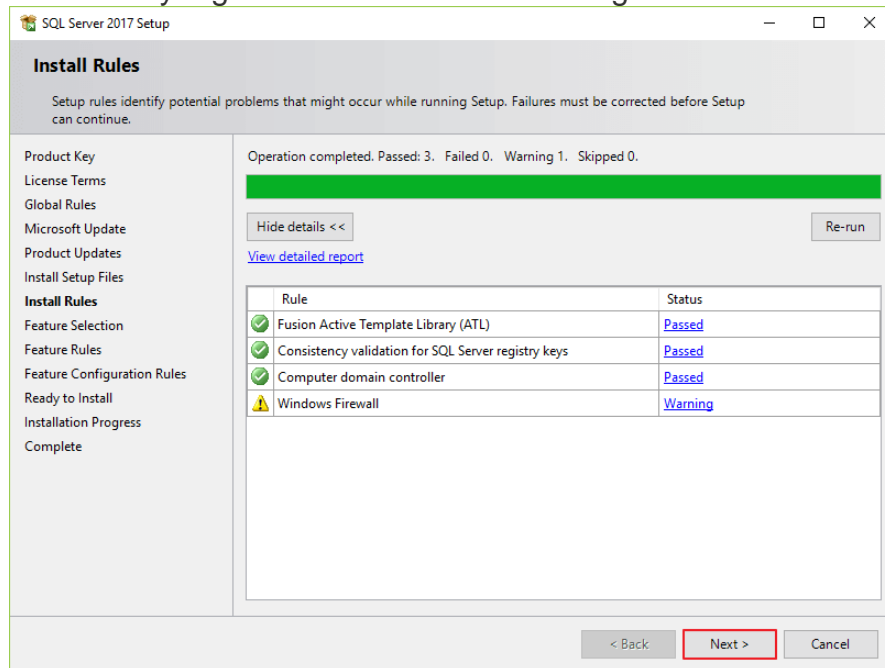 SQL Server 2017 Setup
Install Rules
Setup rules identify potential problems that might occur while running Setup. Failures must be corrected before Setup
can continue.
Product Key
License Terms
Global Rules
Microsoft Update
Product Updates
Install Setup Files
Install Rules
Feature Selection
Feature Rules
Feature Configuration Rules
Ready to Install
Installation Progress
Complete
Operation completed. Passed: 3. Failed 0. Warning 1. Skipped 0.
Hide details << Re-run
View detailed report
Rule Status
Fusion Active Template Library (ATL) Passed
Consistency validation for SQL Server registry keys Passed
Computer domain controller Passed
Windows Firewall Warning
< Back Next > Cancel